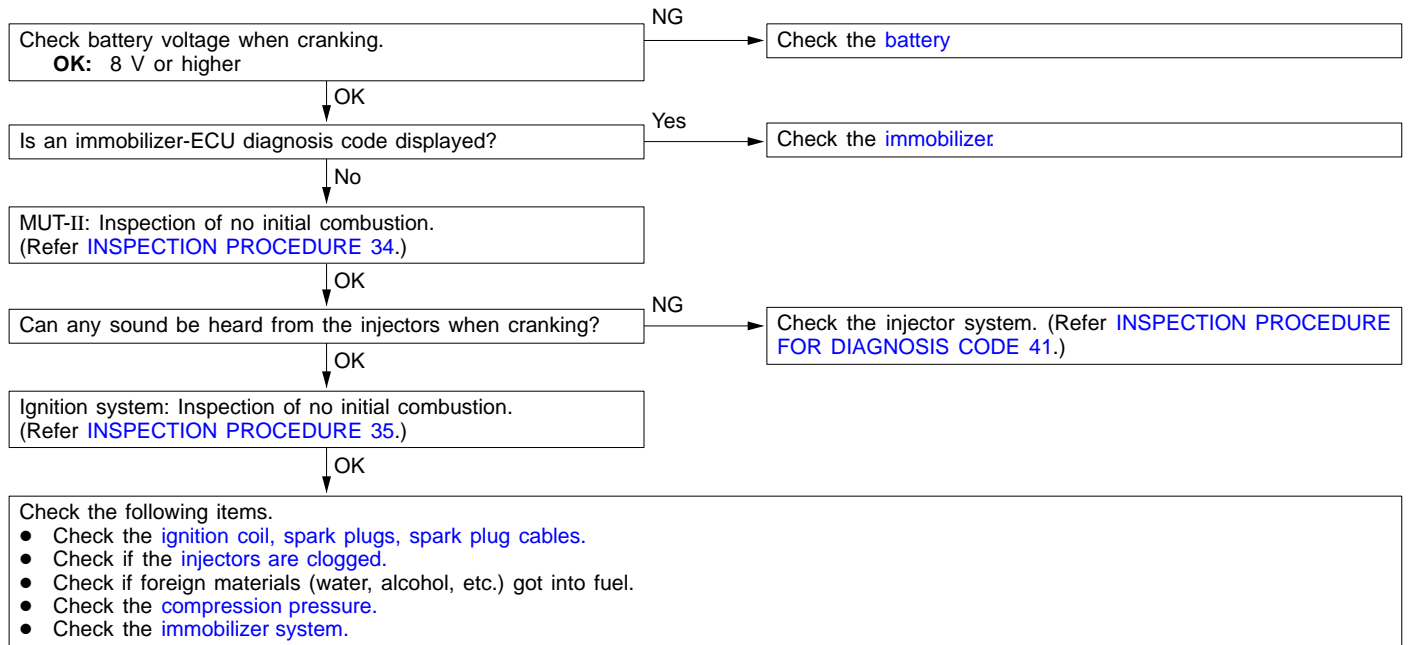 Check battery voltage when cranking.
OK: 8 V or higher
NG
Check the battery
OK
Is an immobilizer-ECU diagnosis code displayed?
Yes
Check the immobilizer.
No
MUT-II: Inspection of no initial combustion.
(Refer INSPECTION PROCEDURE 34.)
OK
Can any sound be heard from the injectors when cranking?
NG
Check the injector system. (Refer INSPECTION PROCEDURE
FOR DIAGNOSIS CODE 41.)
OK
Ignition system: Inspection of no initial combustion.
(Refer INSPECTION PROCEDURE 35.)
OK
Check the following items.
● Check the ignition coil, spark plugs, spark plug cables.
● Check if the injectors are clogged.
● Check if foreign materials (water, alcohol, etc.) got into fuel.
● Check the compression pressure.
● Check the immobilizer system.